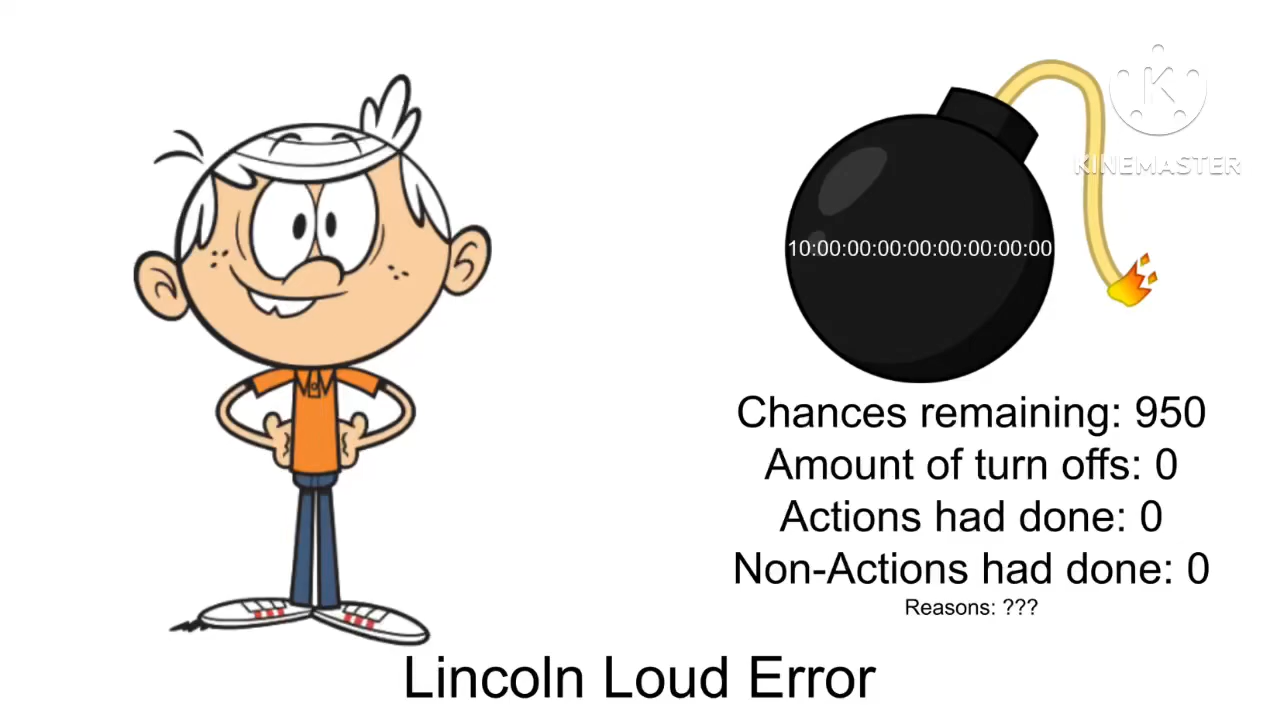 K
KINEMASTER
10:00:00:00:00:00:00:00:00
Chances remaining: 950
Amount of turn offs: 0
Actions had done: 0
Non-Actions had done: 0
Reasons: ???
Lincoln Loud Error